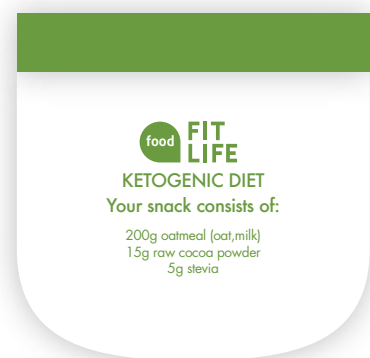 food
FIT
LIFE
KETOGENIC DIET
Your snack consists of:
200g oatmeal (oat,milk)
15g raw cocoa powder
5g stevia